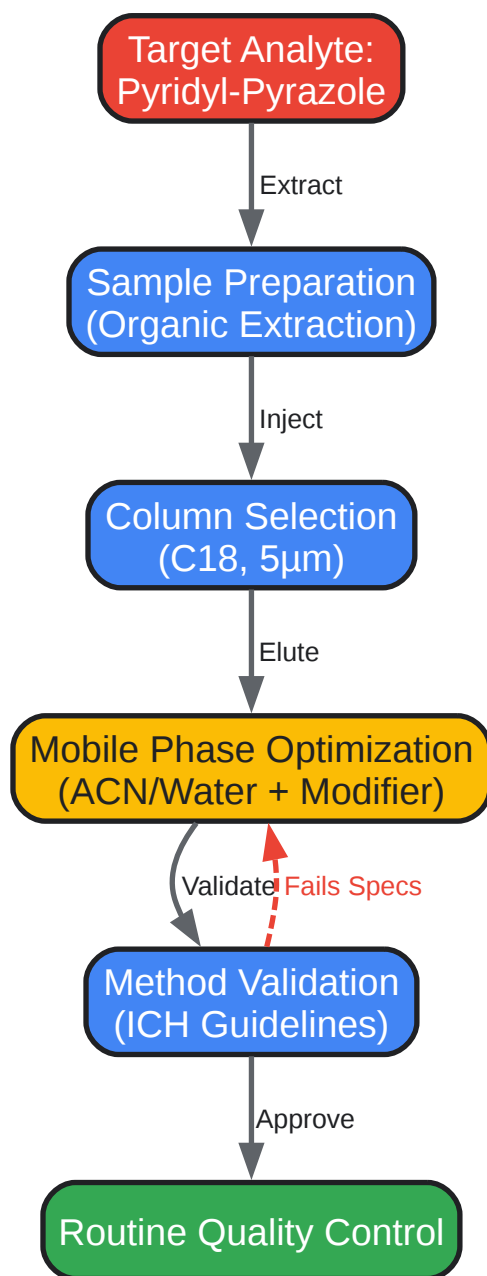 Target Analyte:
Pyridyl-Pyrazole
Extract
Sample Preparation
(Organic Extraction)
Inject
Column Selection
(C18, 5µm)
Elute
Mobile Phase Optimization
(ACN/Water + Modifier)
Validate
Fails Specs
Method Validation
(ICH Guidelines)
Approve
Routine Quality Control